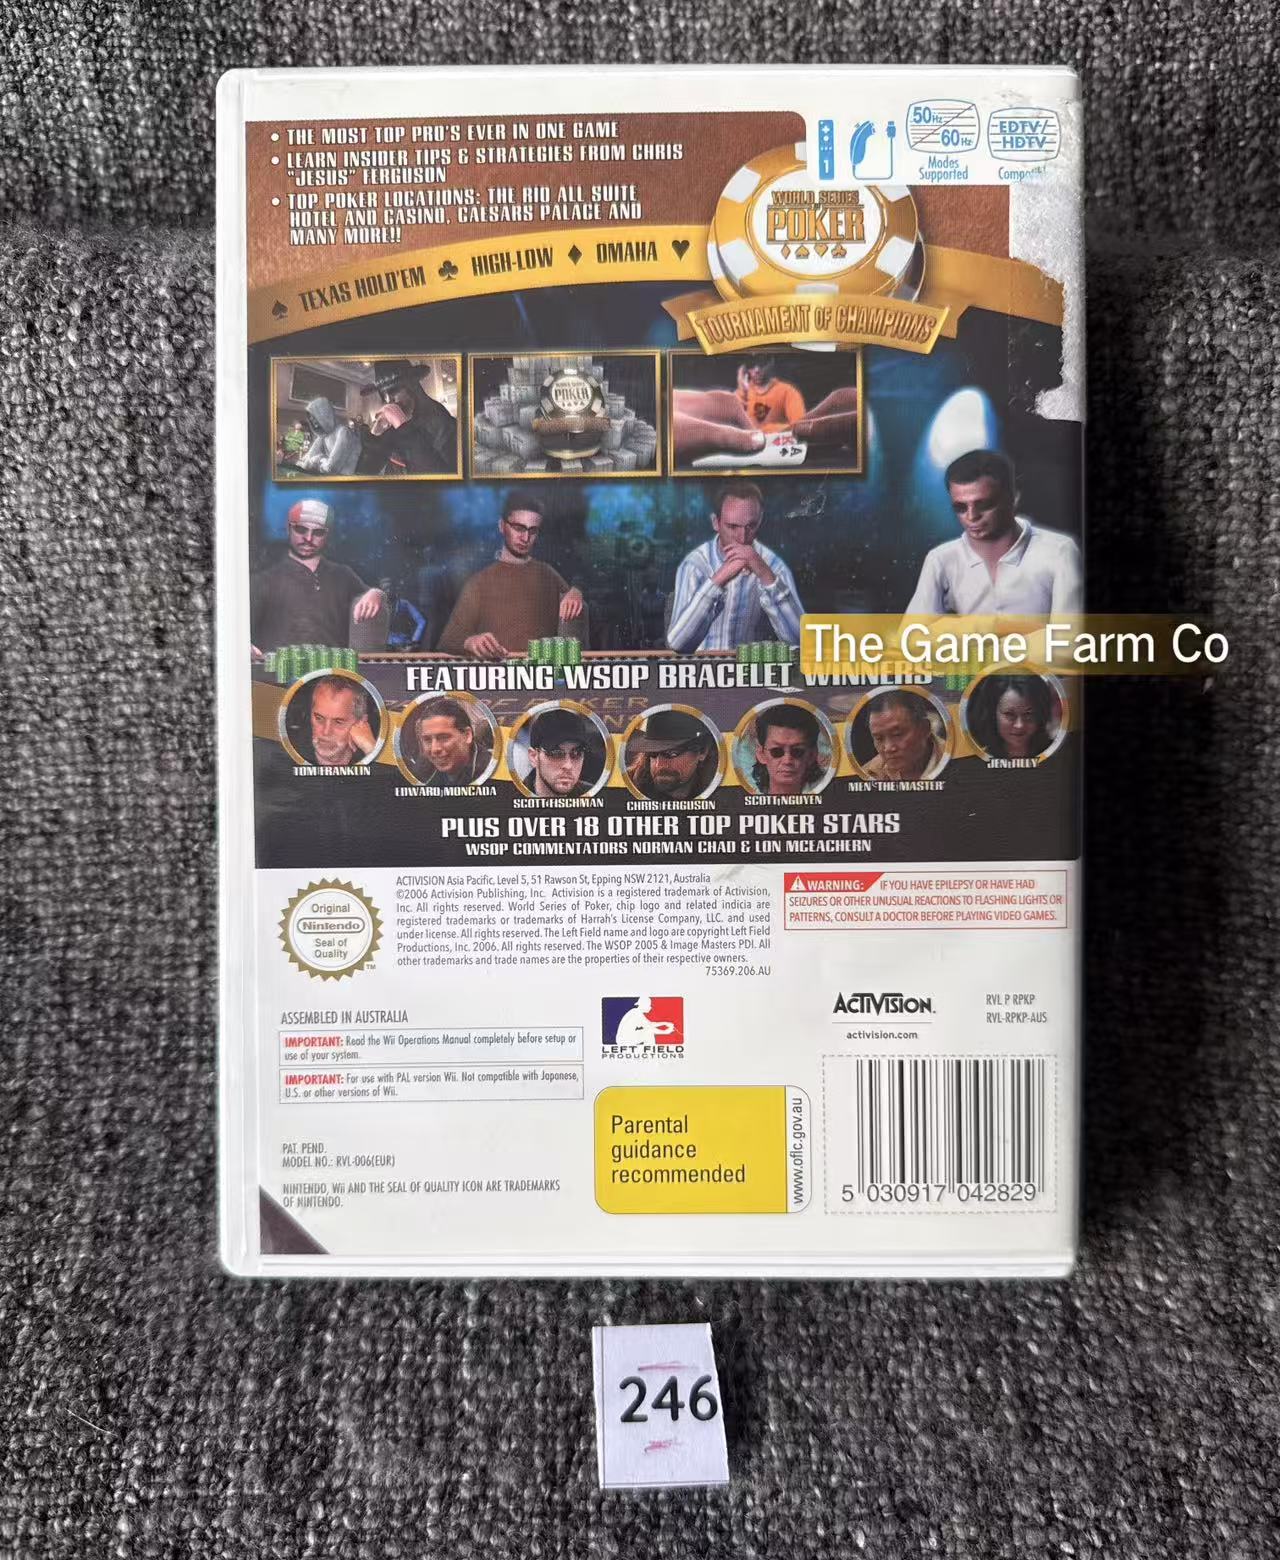 • THE MOST TOP PRO'S EVER IN ONE GAME
• LEARN INSIDER TIPS & STRATEGIES FROM CHRIS
"JESUS" FERGUSON
• TOP POKER LOCATIONS: THE RIO ALL SUITE
HOTEL AND CASINO, CAESARS PALACE AND
MANY MORE!!
1
50Hz
60Hz
Modes
Supported
EDTV/
HDTV
WORLD SERIES
POKER
TOURNAMENT OF CHAMPIONS
♠ TEXAS HOLD'EM ♣ HIGH-LOW ♦ OMAHA ♥
POKER
The Game Farm Co
FEATURING WSOP BRACELET WINNERS
TOM FRANKLIN
EDWARD MONCADA
SCOTT FISCHMAN
CHRIS FERGUSON
SCOTT NGUYEN
MEN "THE MASTER"
JEN TILLY
PLUS OVER 18 OTHER TOP POKER STARS
WSOP COMMENTATORS NORMAN CHAD & LON MCEACHERN
Original
Nintendo
Seal of
Quality
TM
ACTIVISION Asia Pacific, Level 5, 51 Rawson St, Epping NSW 2121, Australia
©2006 Activision Publishing, Inc. Activision is a registered trademark of Activision,
Inc. All rights reserved. World Series of Poker, chip logo and related indicia are
registered trademarks or trademarks of Harrah's License Company, LLC. and used
under license. All rights reserved. The Left Field name and logo are copyright Left Field
Productions, Inc. 2006. All rights reserved. The WSOP 2005 & Image Masters PDI. All
other trademarks and trade names are the properties of their respective owners.
75369.206.AU
WARNING: IF YOU HAVE EPILEPSY OR HAVE HAD
SEIZURES OR OTHER UNUSUAL REACTIONS TO FLASHING LIGHTS OR
PATTERNS, CONSULT A DOCTOR BEFORE PLAYING VIDEO GAMES.
ASSEMBLED IN AUSTRALIA
IMPORTANT: Read the Wii Operations Manual completely before setup or
use of your system.
IMPORTANT: For use with PAL version Wii. Not compatible with Japanese,
U.S. or other versions of Wii.
LEFT FIELD
PRODUCTIONS
ACTIVISION.
activision.com
RVL P RPKP
RVL-RPKP-AUS
PAT. PEND.
MODEL NO.: RVL-006(EUR)
NINTENDO, Wii AND THE SEAL OF QUALITY ICON ARE TRADEMARKS
OF NINTENDO.
Parental
guidance
recommended
www.oflc.gov.au
5 030917 042829
246